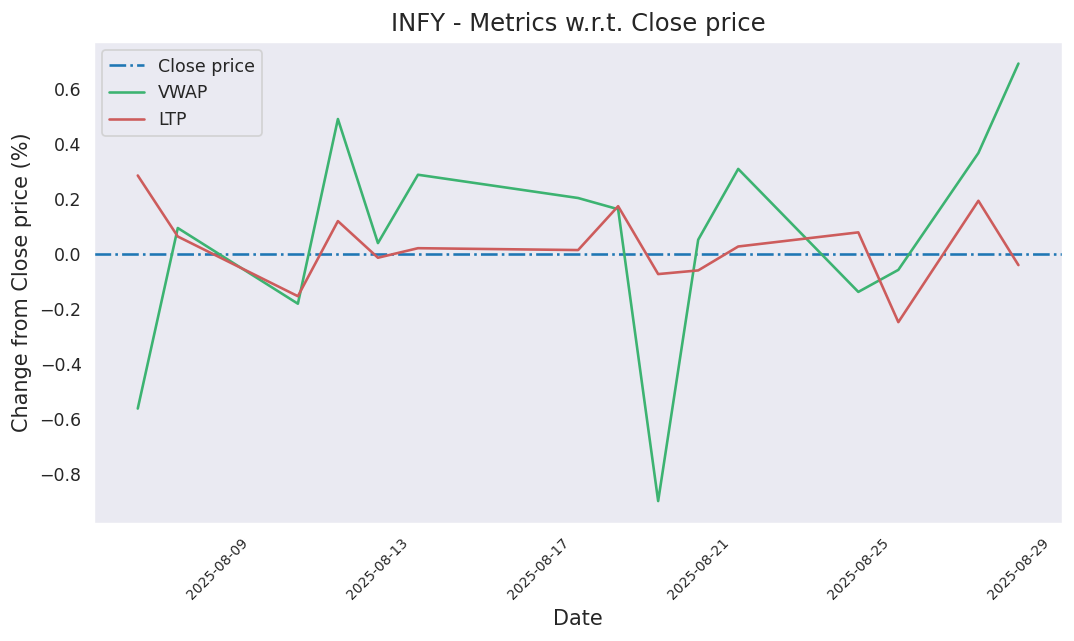 INFY - Metrics w.r.t. Close price
Close price
VWAP
LTP
Change from Close price (%)
0.6
0.4
0.2
0.0
−0.2
−0.4
−0.6
−0.8
2025-08-09
2025-08-13
2025-08-17
2025-08-21
2025-08-25
2025-08-29
Date